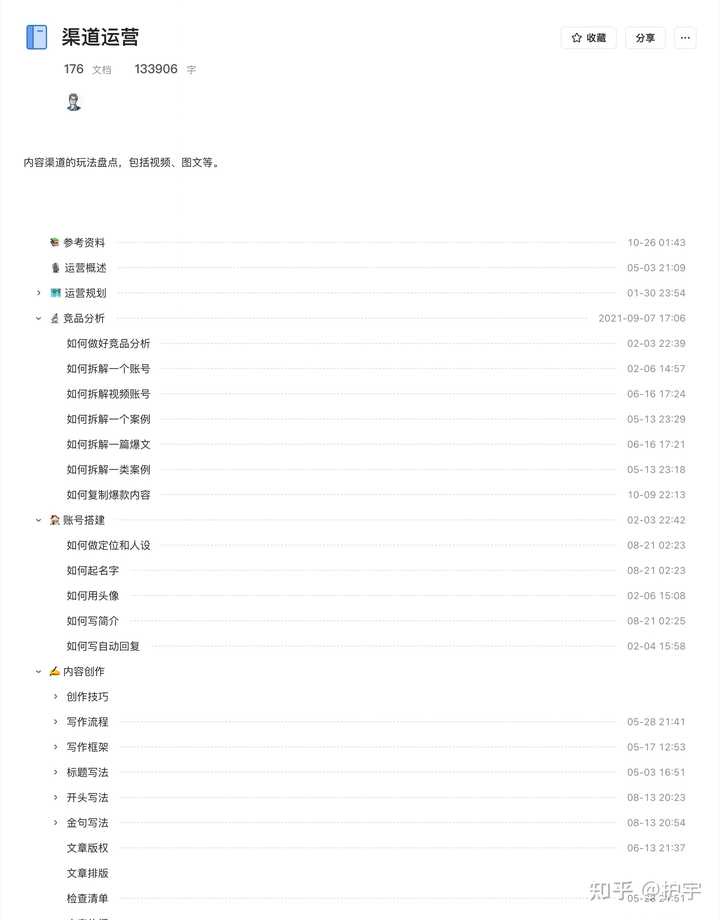 渠道运营
收藏
分享
176 文档 133906 字
内容渠道的玩法盘点，包括视频、图文等。
参考资料 10-26 01:43
运营概述 05-03 21:09
运营规划 01-30 23:54
竞品分析 2021-09-07 17:06
如何做好竞品分析 02-03 22:39
如何拆解一个账号 02-06 14:57
如何拆解视频账号 06-16 17:24
如何拆解一个案例 05-13 23:29
如何拆解一篇爆文 06-16 17:21
如何拆解一类案例 05-13 23:18
如何复制爆款内容 10-09 22:13
账号搭建 02-03 22:42
如何做定位和人设 08-21 02:23
如何起名字 08-21 02:23
如何用头像 02-06 15:08
如何写简介 08-21 02:25
如何写自动回复 02-04 15:58
内容创作
创作技巧
写作流程 05-28 21:41
写作框架 05-17 12:53
标题写法 05-03 16:51
开头写法 08-13 20:23
金句写法 08-13 20:54
文章版权 06-13 21:37
文章排版
检查清单 05-28 21:51
知乎 @护宇